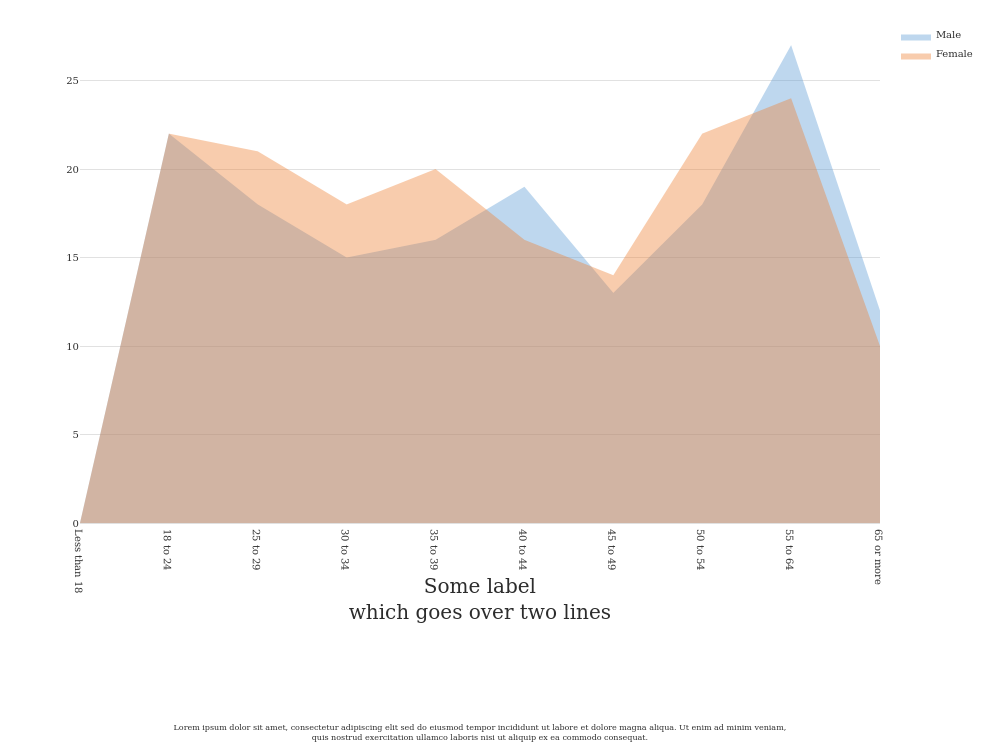 Male
Female
25
20
15
10
5
0
Less than 18
18 to 24
25 to 29
30 to 34
35 to 39
40 to 44
45 to 49
50 to 54
55 to 64
65 or more
Some label
which goes over two lines
Lorem ipsum dolor sit amet, consectetur adipiscing elit sed do eiusmod tempor incididunt ut labore et dolore magna aliqua. Ut enim ad minim veniam,
quis nostrud exercitation ullamco laboris nisi ut aliquip ex ea commodo consequat.